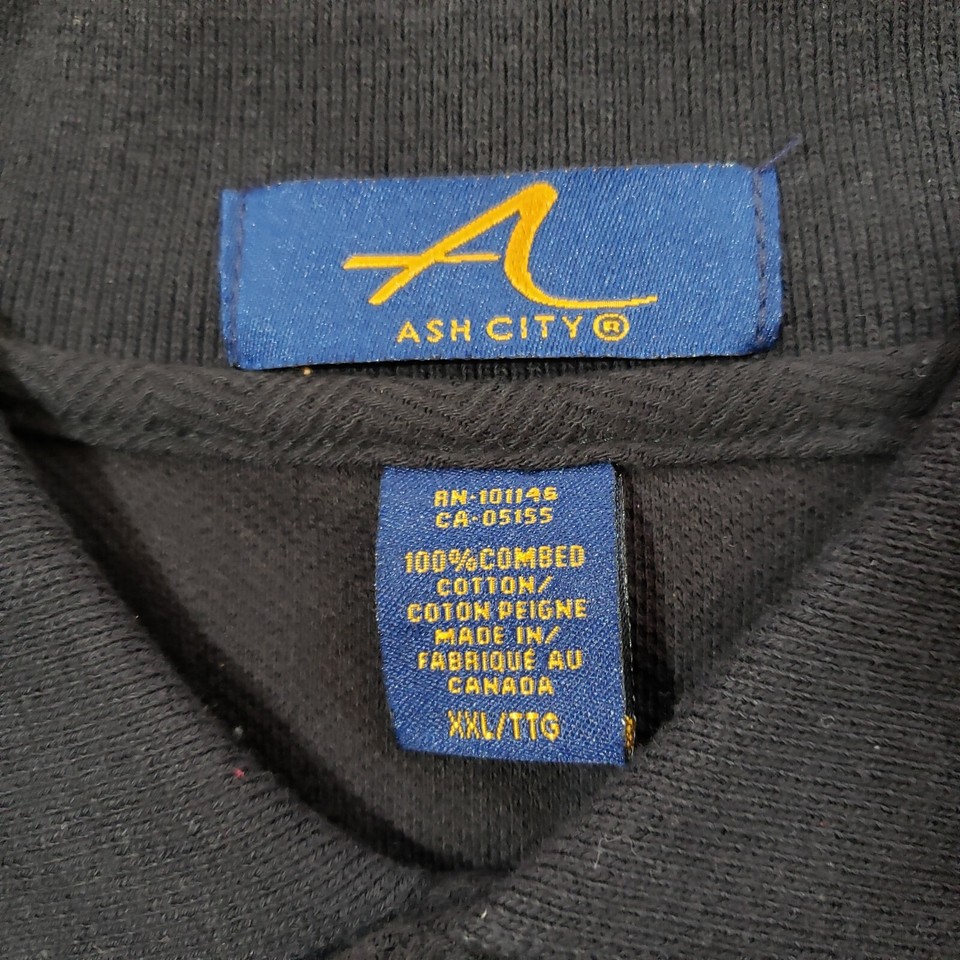 ASH CITY®
RN-101146
CA-05155
100%COMBED
COTTON/
COTON PEIGNE
MADE IN/
FABRIQUÉ AU
CANADA
XXL/TTG